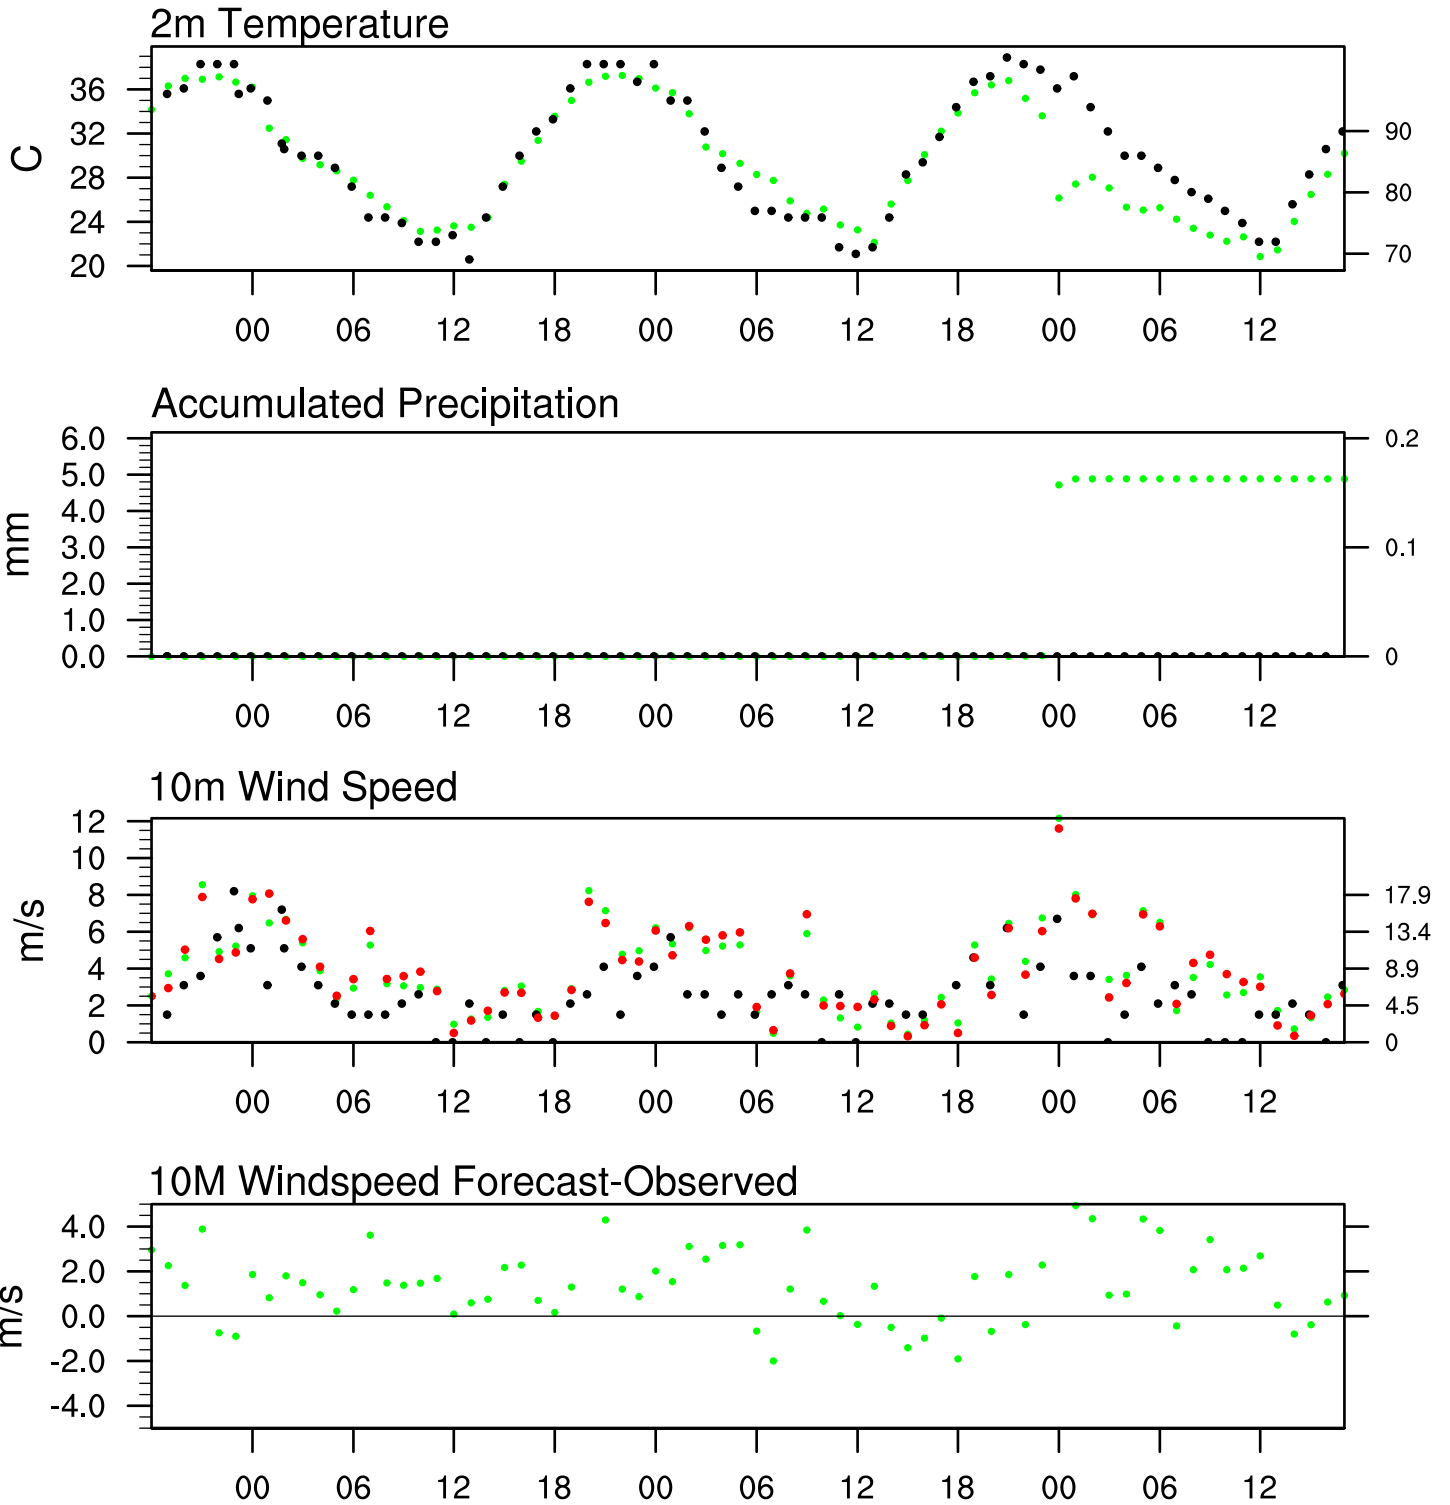 2m Temperature
36
32
28
24
20
C
90
80
70
00 06 12 18 00 06 12 18 00 06 12
Accumulated Precipitation
6.0
5.0
4.0
3.0
2.0
1.0
0.0
mm
0.2
0.1
0
00 06 12 18 00 06 12 18 00 06 12
10m Wind Speed
12
10
8
6
4
2
0
m/s
17.9
13.4
8.9
4.5
0
00 06 12 18 00 06 12 18 00 06 12
10M Windspeed Forecast-Observed
4.0
2.0
0.0
-2.0
-4.0
m/s
00 06 12 18 00 06 12 18 00 06 12